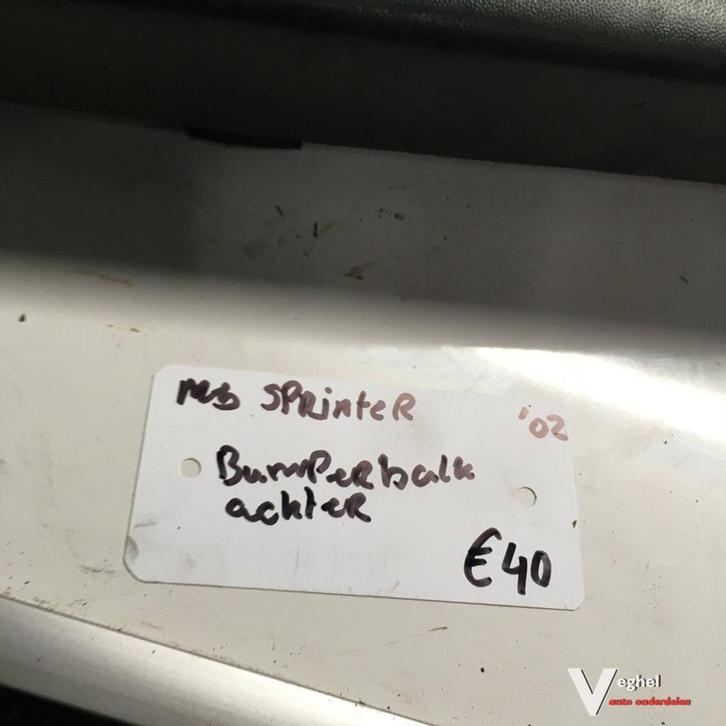 MB SPRinteR '02
BumPeRbalk
achteR
€40
Veghel
auto onderdelen